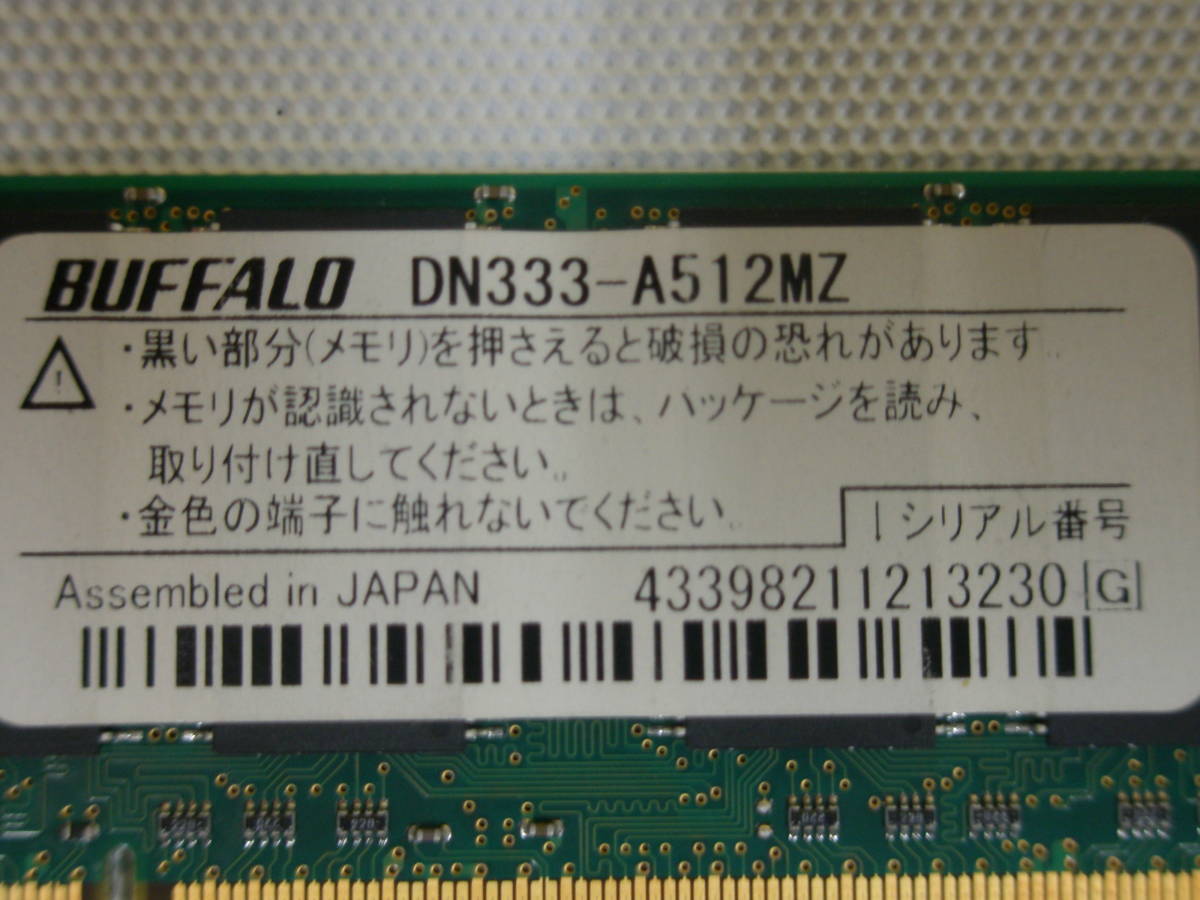 BUFFALO DN333-A512MZ
・黒い部分(メモリ)を押さえると破損の恐れがあります。
・メモリが認識されないときは、ハッケージを読み、
取り付け直してください。
・金色の端子に触れないでください。
↓シリアル番号
Assembled in JAPAN 43398211213230 G